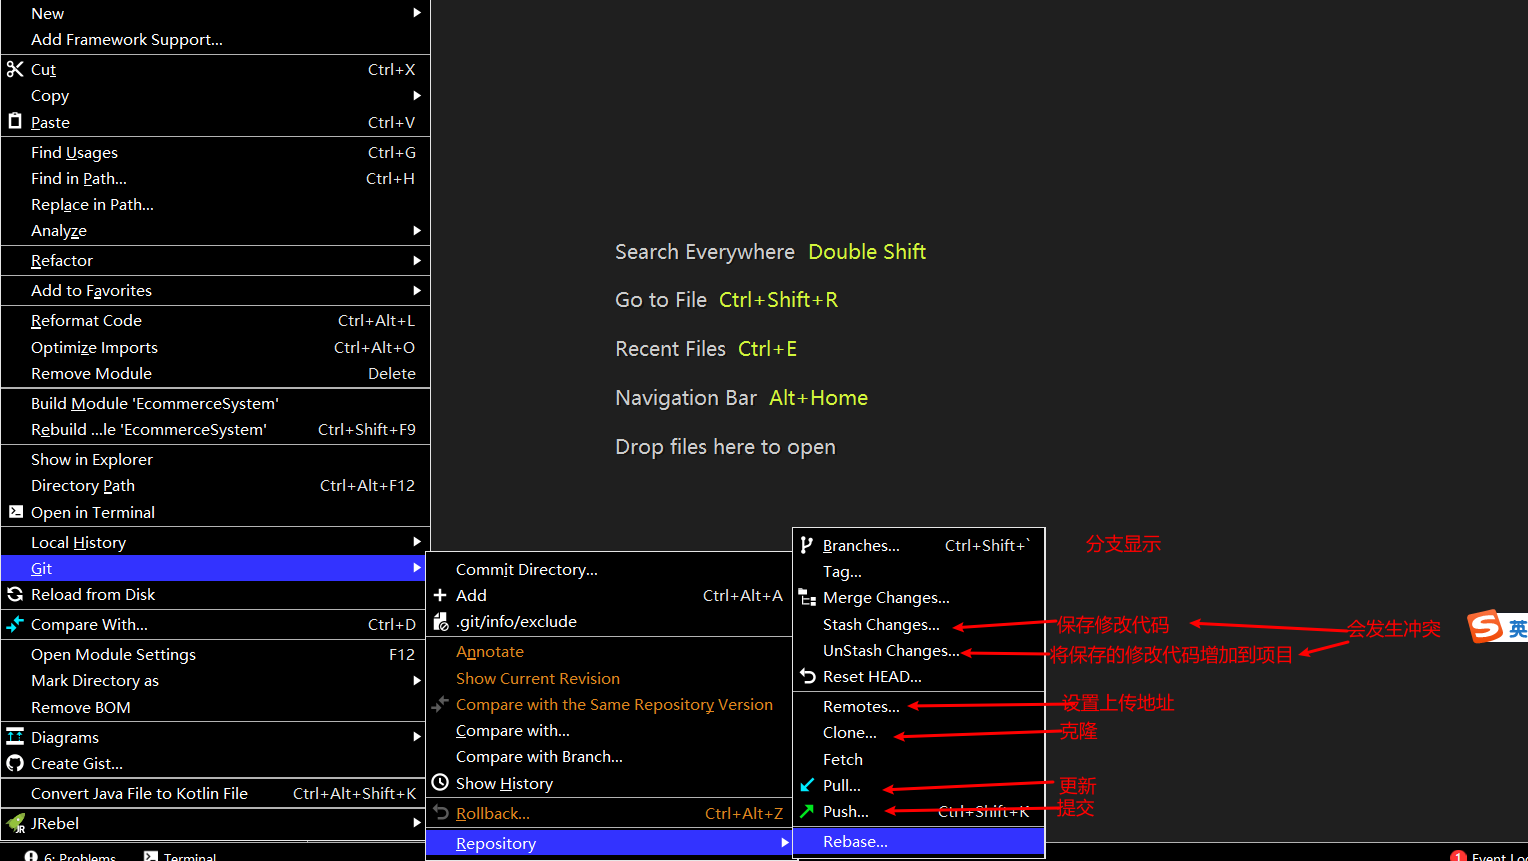 New
Add Framework Support...
Cut Ctrl+X
Copy
Paste Ctrl+V
Find Usages Ctrl+G
Find in Path... Ctrl+H
Replace in Path...
Analyze
Refactor
Add to Favorites
Reformat Code Ctrl+Alt+L
Optimize Imports Ctrl+Alt+O
Remove Module Delete
Build Module 'EcommerceSystem'
Rebuild ...le 'EcommerceSystem' Ctrl+Shift+F9
Show in Explorer
Directory Path Ctrl+Alt+F12
Open in Terminal
Local History
Git
Reload from Disk
Compare With... Ctrl+D
Open Module Settings F12
Mark Directory as
Remove BOM
Diagrams
Create Gist...
Convert Java File to Kotlin File Ctrl+Alt+Shift+K
JRebel
6: Problems Terminal
Search Everywhere Double Shift
Go to File Ctrl+Shift+R
Recent Files Ctrl+E
Navigation Bar Alt+Home
Drop files here to open
Commit Directory...
Add Ctrl+Alt+A
.git/info/exclude
Annotate
Show Current Revision
Compare with the Same Repository Version
Compare with...
Compare with Branch...
Show History
Rollback... Ctrl+Alt+Z
Repository
Branches... Ctrl+Shift+`
Tag...
Merge Changes...
Stash Changes...
UnStash Changes...
Reset HEAD...
Remotes...
Clone...
Fetch
Pull...
Push... Ctrl+Shift+K
Rebase...
分支显示
保存修改代码
会发生冲突
将保存的修改代码增加到项目
设置上传地址
克隆
更新
提交
S 英
1 Event Lo